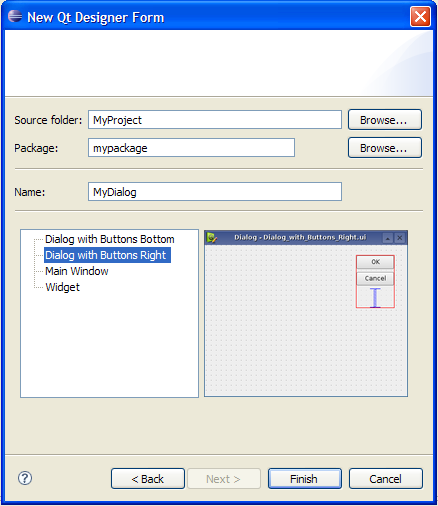 New Qt Designer Form
Source folder: MyProject Browse...
Package: mypackage Browse...
Name: MyDialog
Dialog with Buttons Bottom
Dialog with Buttons Right
Main Window
Widget
Dialog - Dialog_with_Buttons_Right.ui
OK
Cancel
? < Back Next > Finish Cancel